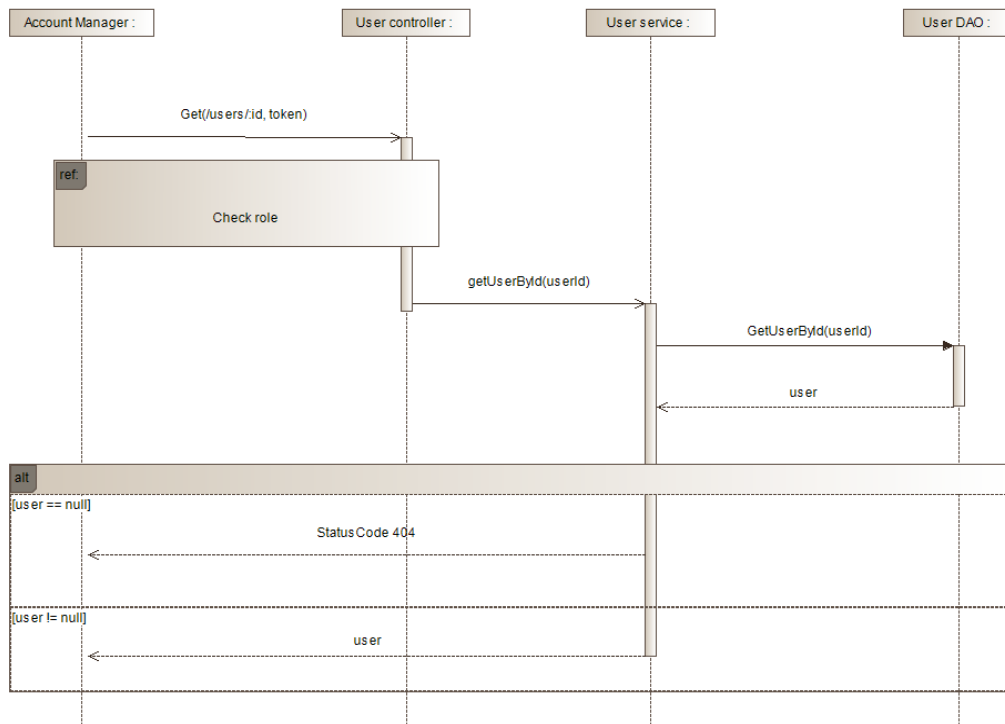 Account Manager :
User controller :
User service :
User DAO :
Get(/users/:id, token)
ref:
Check role
getUserById(userId)
GetUserById(userId)
user
alt
[user == null]
StatusCode 404
[user != null]
user